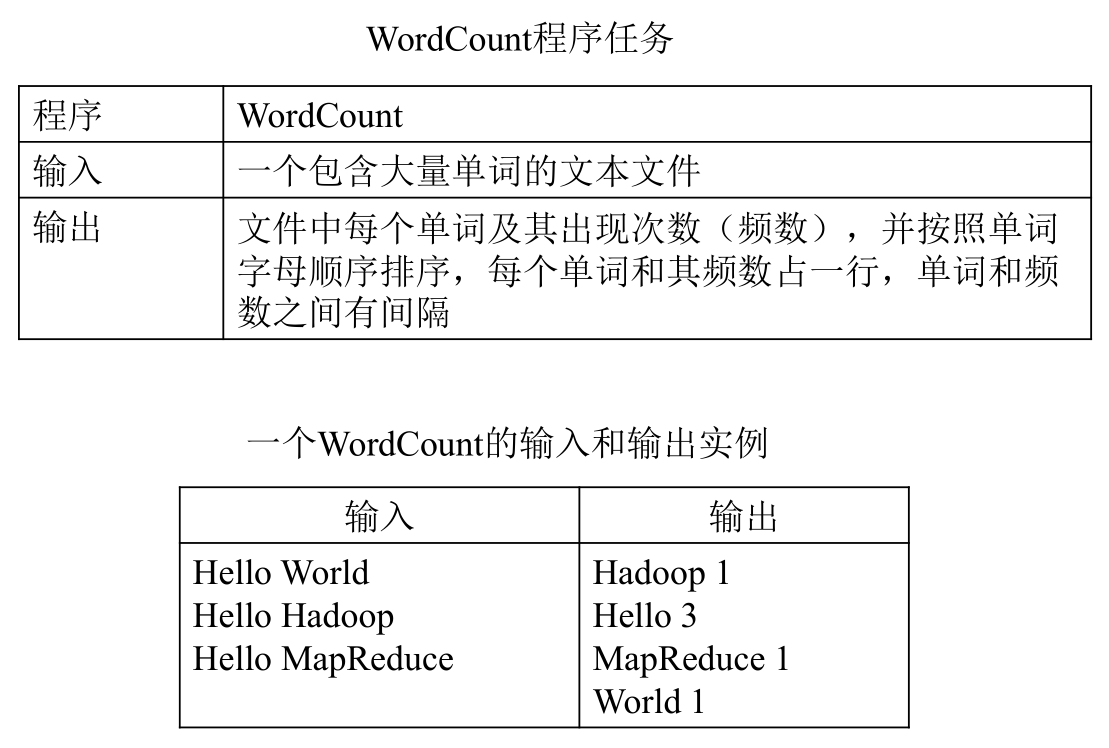 WordCount程序任务
程序 WordCount
输入 一个包含大量单词的文本文件
输出 文件中每个单词及其出现次数（频数），并按照单词
字母顺序排序，每个单词和其频数占一行，单词和频
数之间有间隔
一个WordCount的输入和输出实例
输入 输出
Hello World Hadoop 1
Hello Hadoop Hello 3
Hello MapReduce MapReduce 1
World 1